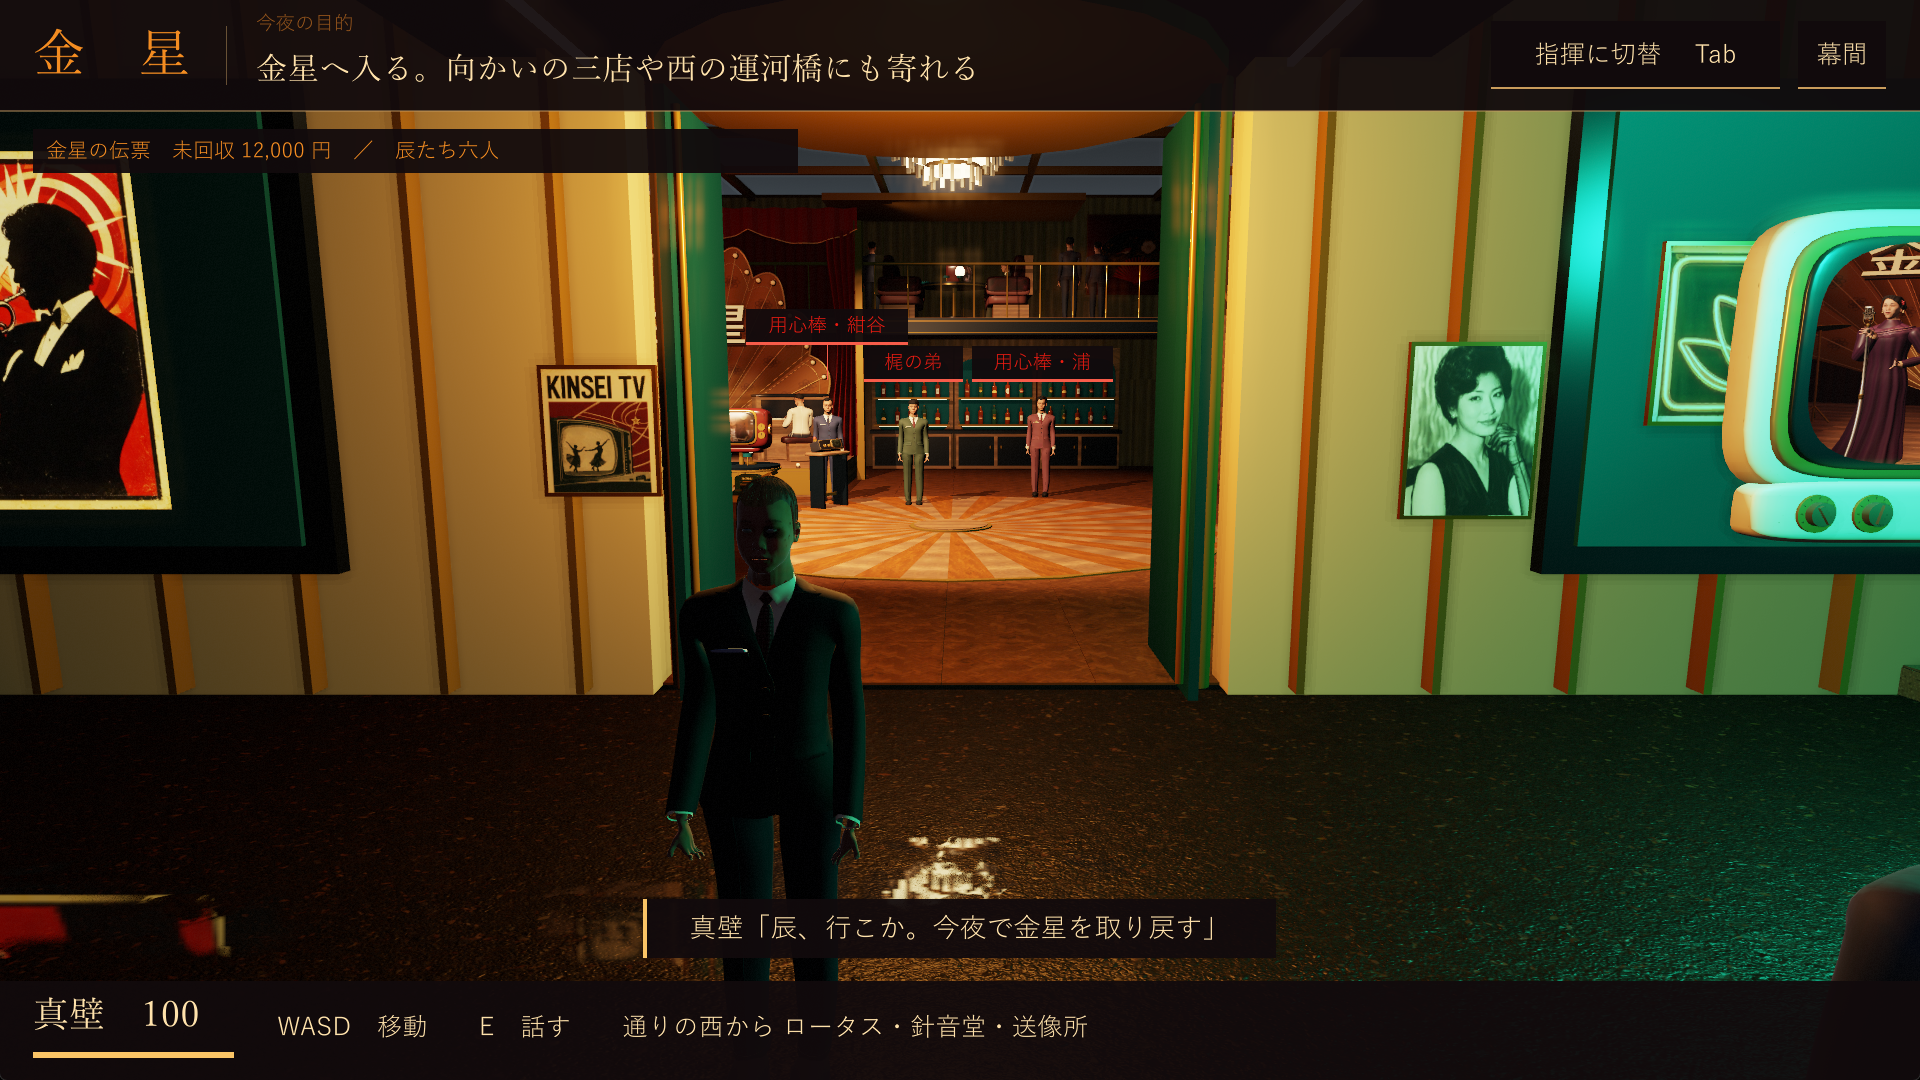 今夜の目的
金星
金星へ入る。向かいの三店や西の運河橋にも寄れる
指揮に切替 Tab
幕間
金星の伝票 未回収 12,000 円 ／ 辰たち六人
用心棒・紺谷
梶の弟
用心棒・浦
KINSEI TV
真壁「辰、行こか。今夜で金星を取り戻す」
真壁 100
WASD 移動 E 話す 通りの西から ロータス・針音堂・送像所